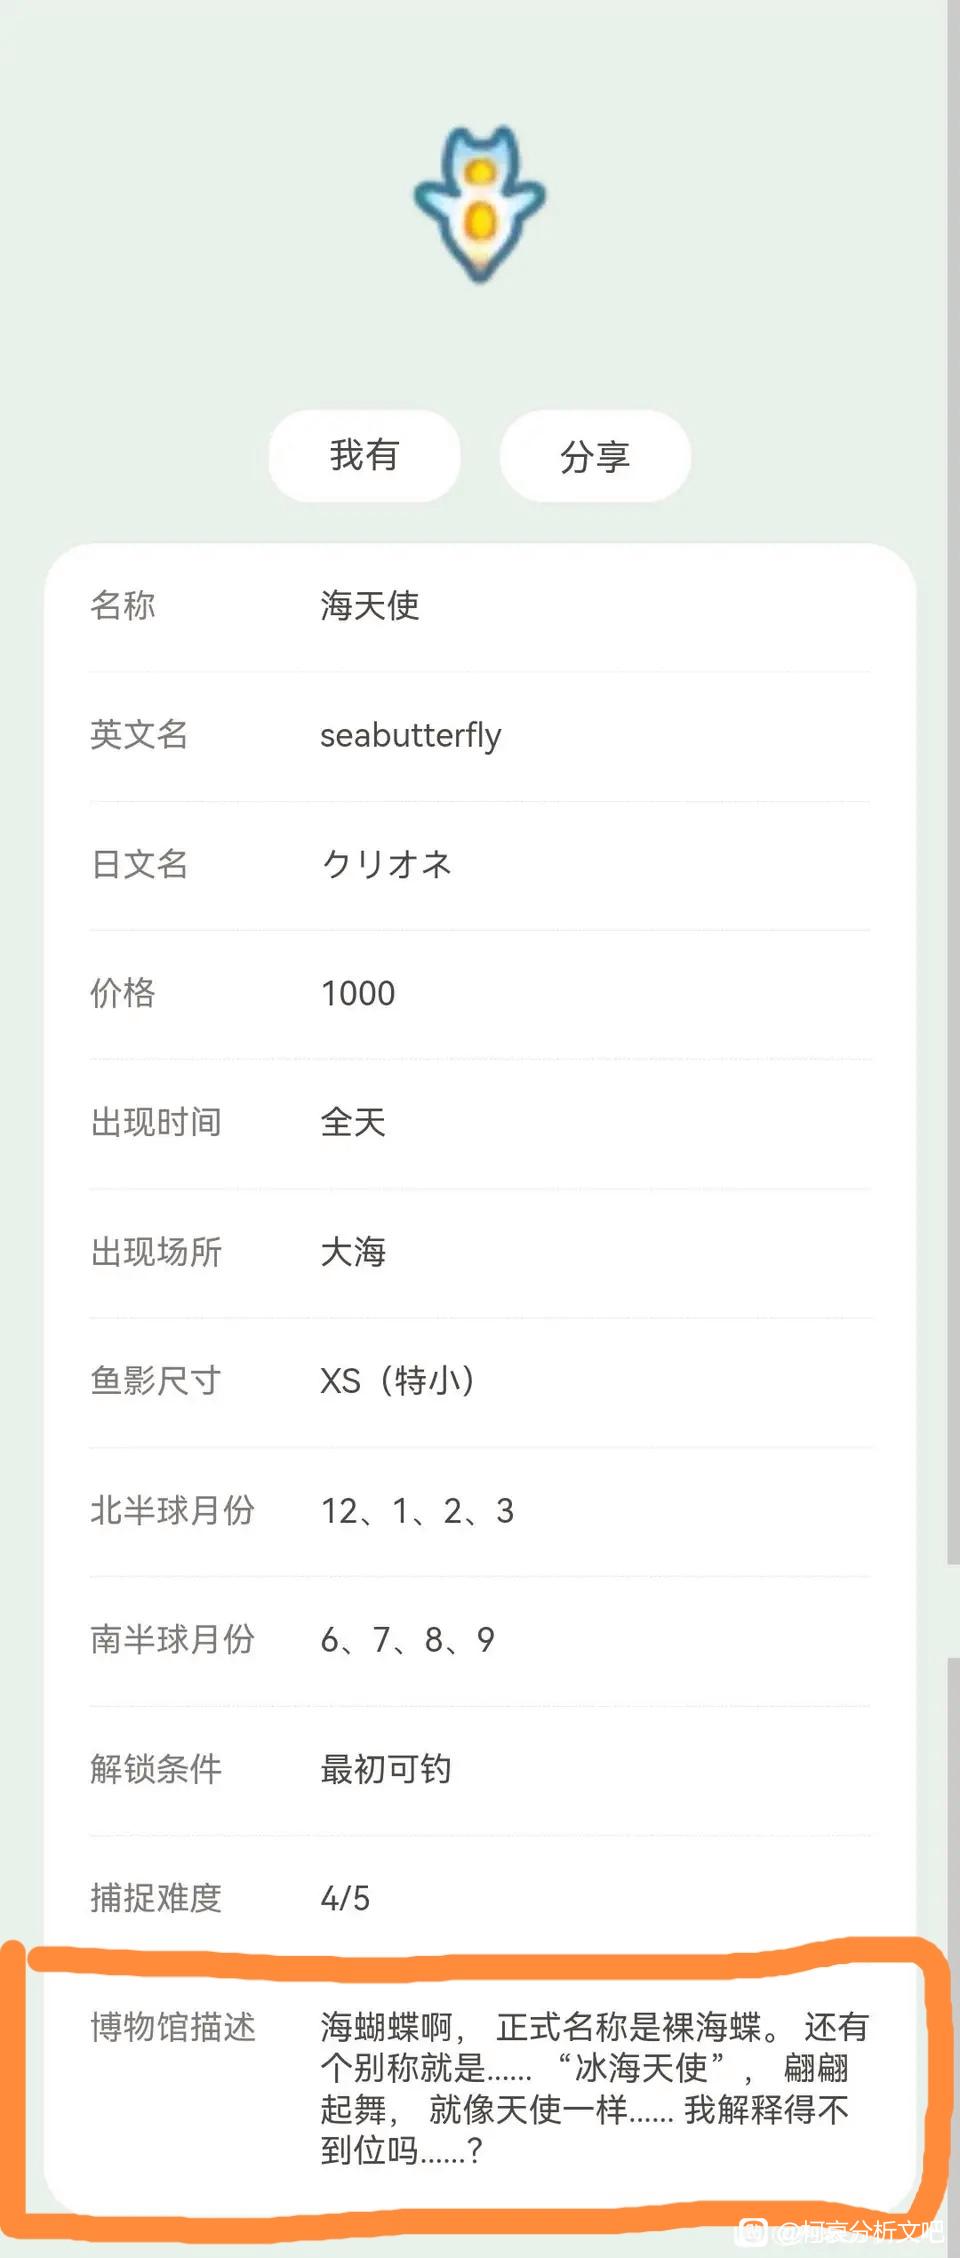 我有
分享
名称 海天使
英文名 seabutterfly
日文名 クリオネ
价格 1000
出现时间 全天
出现场所 大海
鱼影尺寸 XS（特小）
北半球月份 12、1、2、3
南半球月份 6、7、8、9
解锁条件 最初可钓
捕捉难度 4/5
博物馆描述 海蝴蝶啊， 正式名称是裸海蝶。 还有
个别称就是...... “冰海天使”， 翩翩
起舞， 就像天使一样...... 我解释得不
到位吗......？
@柯哀分析文吧